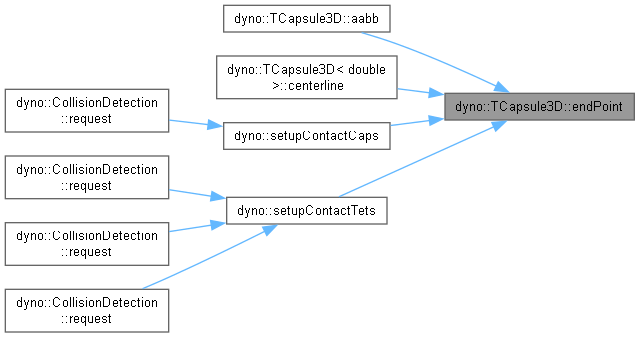 dyno::TCapsule3D::aabb
dyno::TCapsule3D< double
>::centerline
dyno::CollisionDetection
::request
dyno::TCapsule3D::endPoint
dyno::setupContactCaps
dyno::CollisionDetection
::request
dyno::setupContactTets
dyno::CollisionDetection
::request
dyno::CollisionDetection
::request